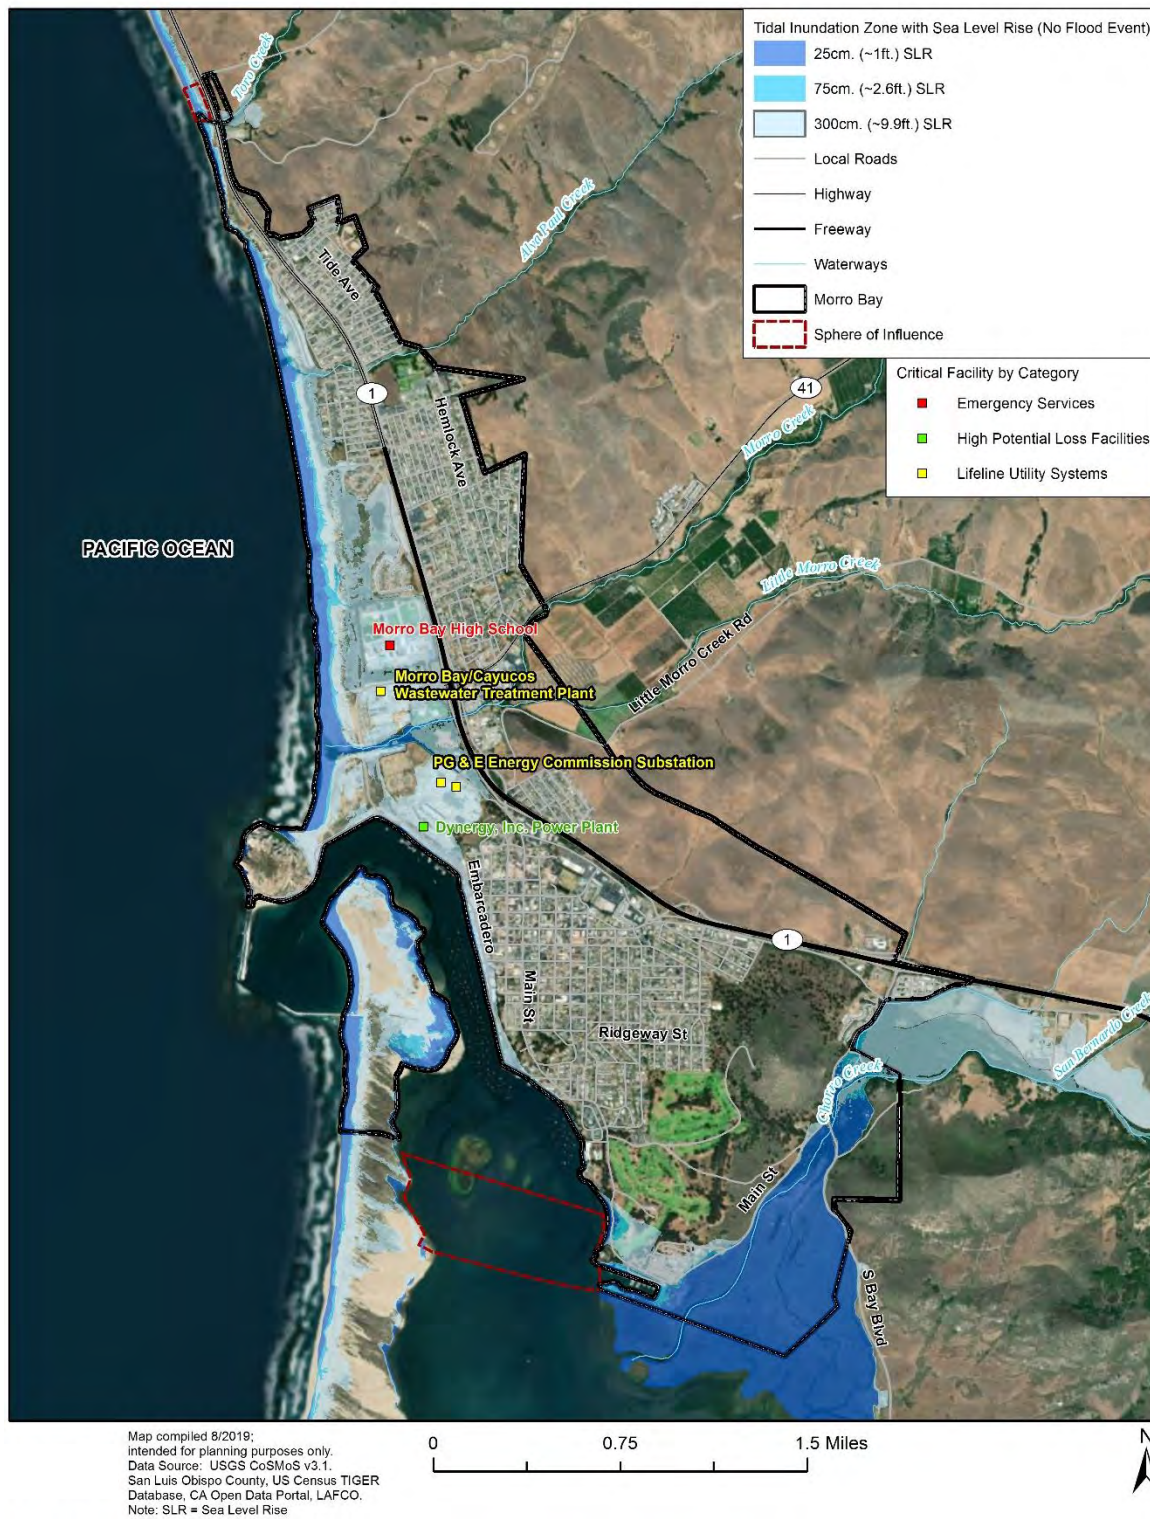 Tidal Inundation Zone with Sea Level Rise (No Flood Event)
25cm. (~1ft.) SLR
75cm. (~2.6ft.) SLR
300cm. (~9.9ft.) SLR
Local Roads
Highway
Freeway
Waterways
Morro Bay
Sphere of Influence
Critical Facility by Category
Emergency Services
High Potential Loss Facilities
Lifeline Utility Systems
Toro Creek
Alva Paul Creek
Tide Ave
1
41
Hemlock Ave
Morro Creek
PACIFIC OCEAN
Little Morro Creek
Morro Bay High School
Little Morro Creek Rd
Morro Bay/Cayucos
Wastewater Treatment Plant
PG & E Energy Commission Substation
Dynergy, Inc. Power Plant
Embarcadero
Main St
1
Ridgeway St
San Bernardo Creek
Chorro Creek
Main St
S Bay Blvd
Map compiled 8/2019;
intended for planning purposes only.
Data Source: USGS CoSMoS v3.1.
San Luis Obispo County, US Census TIGER
Database, CA Open Data Portal, LAFCO.
Note: SLR = Sea Level Rise
0 0.75 1.5 Miles
N